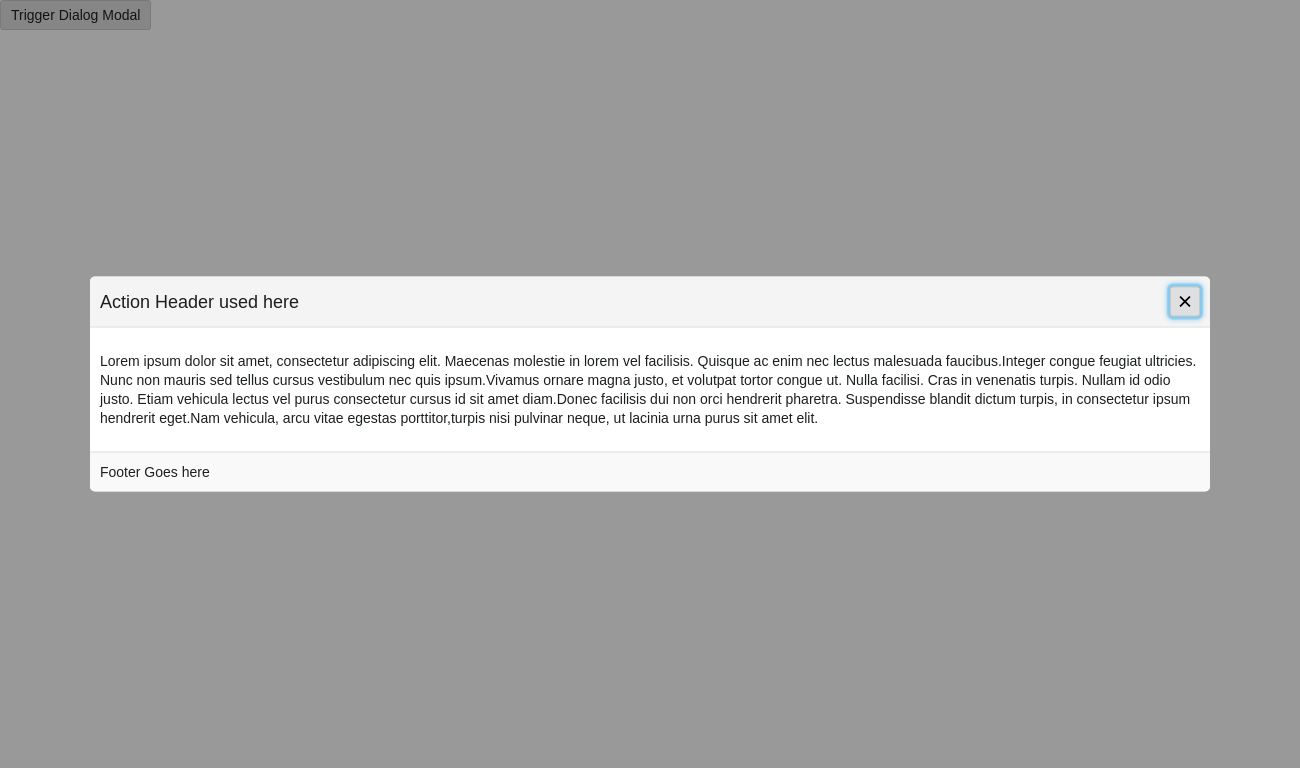 Trigger Dialog Modal
Action Header used here
Lorem ipsum dolor sit amet, consectetur adipiscing elit. Maecenas molestie in lorem vel facilisis. Quisque ac enim nec lectus malesuada faucibus.Integer congue feugiat ultricies.
Nunc non mauris sed tellus cursus vestibulum nec quis ipsum.Vivamus ornare magna justo, et volutpat tortor congue ut. Nulla facilisi. Cras in venenatis turpis. Nullam id odio
justo. Etiam vehicula lectus vel purus consectetur cursus id sit amet diam.Donec facilisis dui non orci hendrerit pharetra. Suspendisse blandit dictum turpis, in consectetur ipsum
hendrerit eget.Nam vehicula, arcu vitae egestas porttitor,turpis nisi pulvinar neque, ut lacinia urna purus sit amet elit.
Footer Goes here